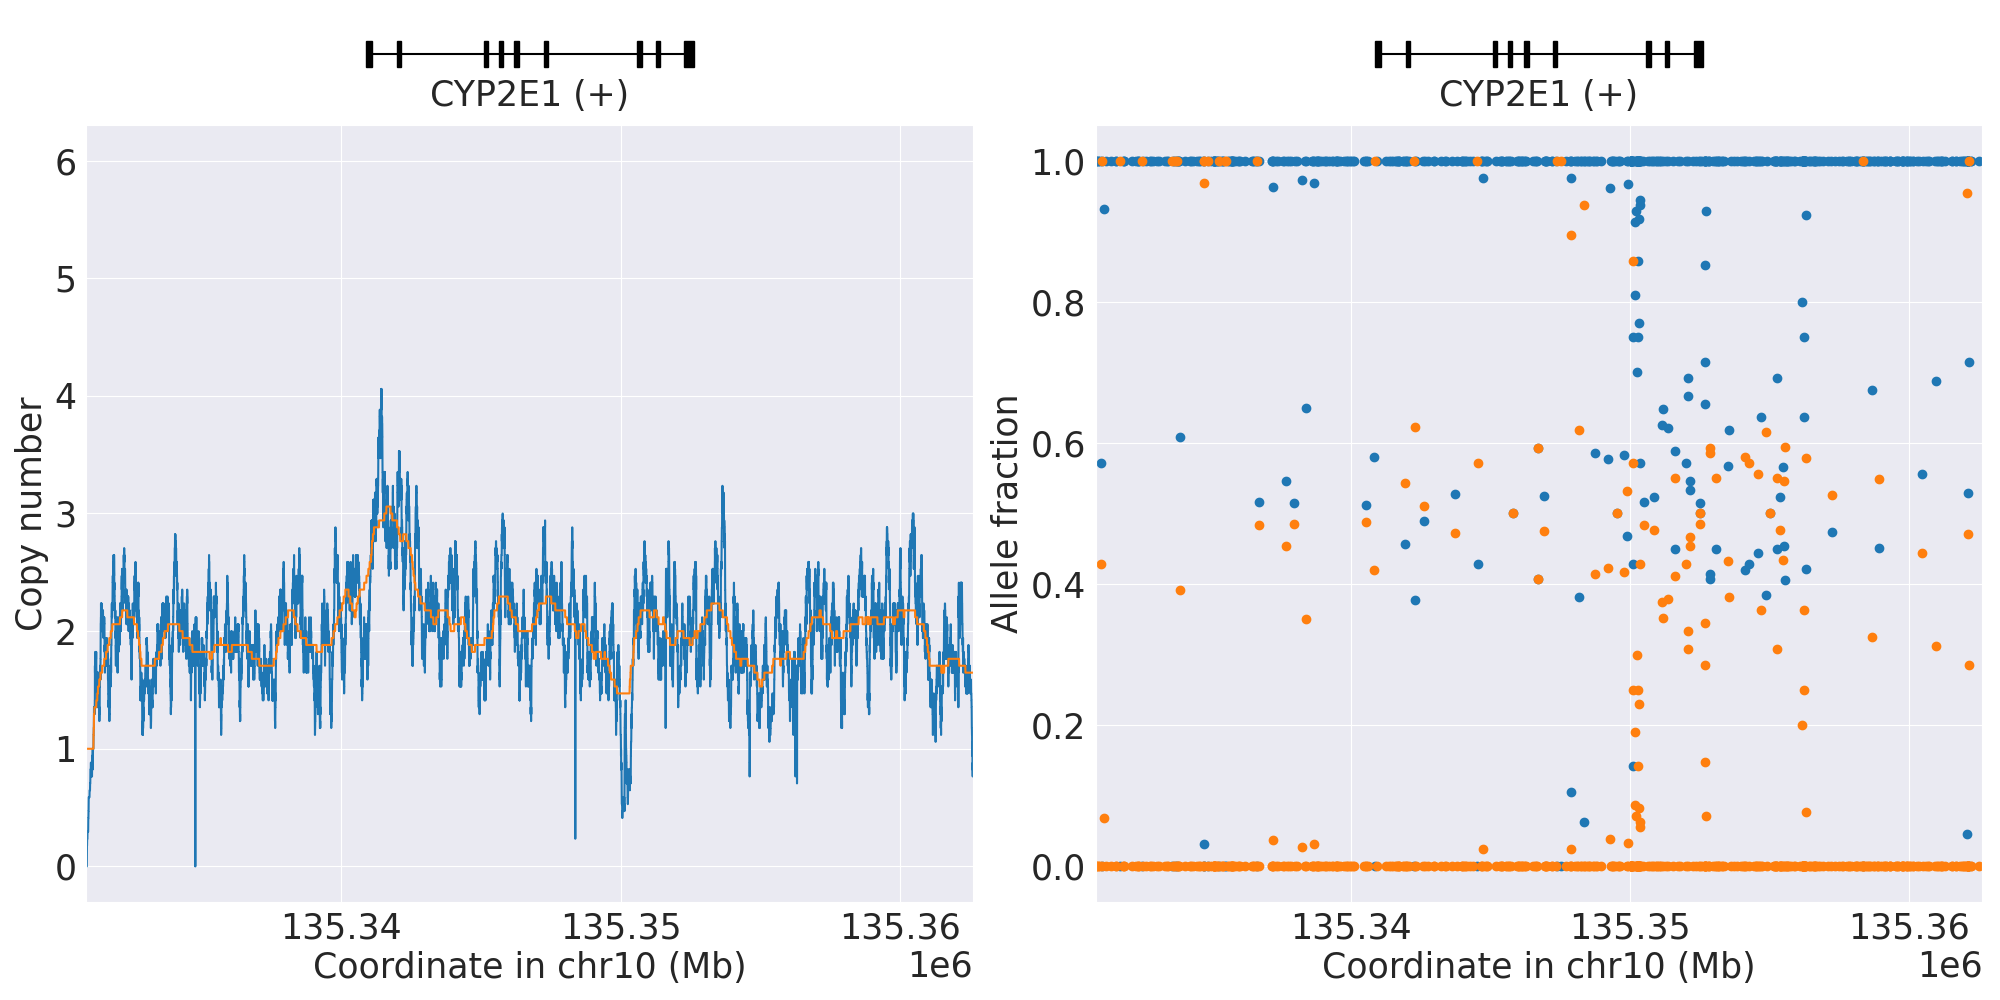 CYP2E1 (+)
6
5
4
3
2
1
0
Copy number
135.34 135.35 135.36
Coordinate in chr10 (Mb)
1e6
CYP2E1 (+)
1.0
0.8
0.6
0.4
0.2
0.0
Allele fraction
135.34 135.35 135.36
Coordinate in chr10 (Mb)
1e6